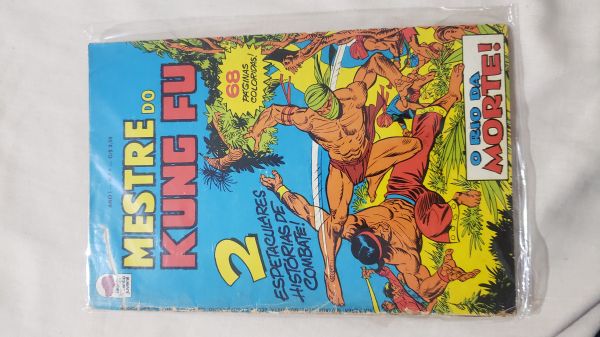 MESTRE DO
KUNG FU
68
PÁGINAS
COLORIDAS!
2
ESPETACULARES
HISTÓRIAS DE
COMBATE!
O RIO DA
MORTE!